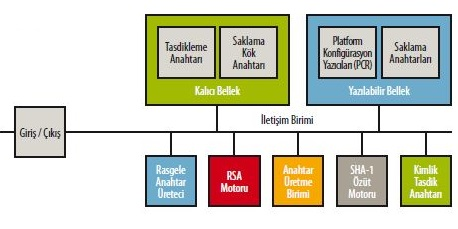 Tasdikleme
Anahtarı
Saklama
Kök
Anahtarı
Kalıcı Bellek
Platform
Konfigürasyon
Yazıcıları (PCR)
Saklama
Anahtarları
Yazılabilir Bellek
İletişim Birimi
Giriş / Çıkış
Rasgele
Anahtar
Üreteci
RSA
Motoru
Anahtar
Üretme
Birimi
SHA-1
Özüt
Motoru
Kimlik
Tasdik
Anahtarı